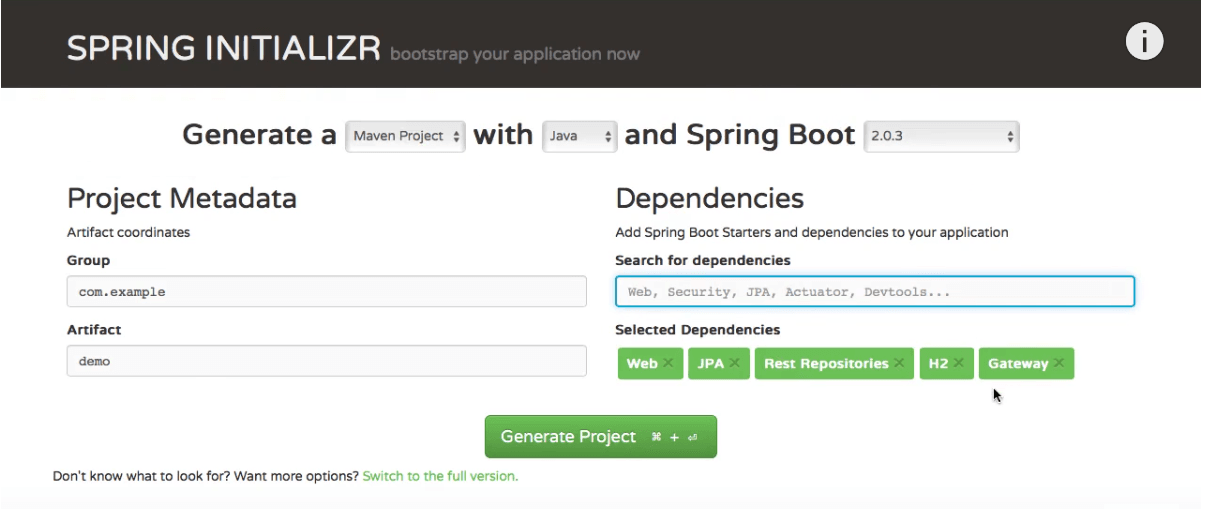 SPRING INITIALIZR bootstrap your application now
i
Generate a Maven Project with Java and Spring Boot 2.0.3
Project Metadata
Artifact coordinates
Group
com.example
Artifact
demo
Dependencies
Add Spring Boot Starters and dependencies to your application
Search for dependencies
Web, Security, JPA, Actuator, Devtools...
Selected Dependencies
Web × JPA × Rest Repositories × H2 × Gateway ×
Generate Project ⌘ + ⏎
Don't know what to look for? Want more options? Switch to the full version.